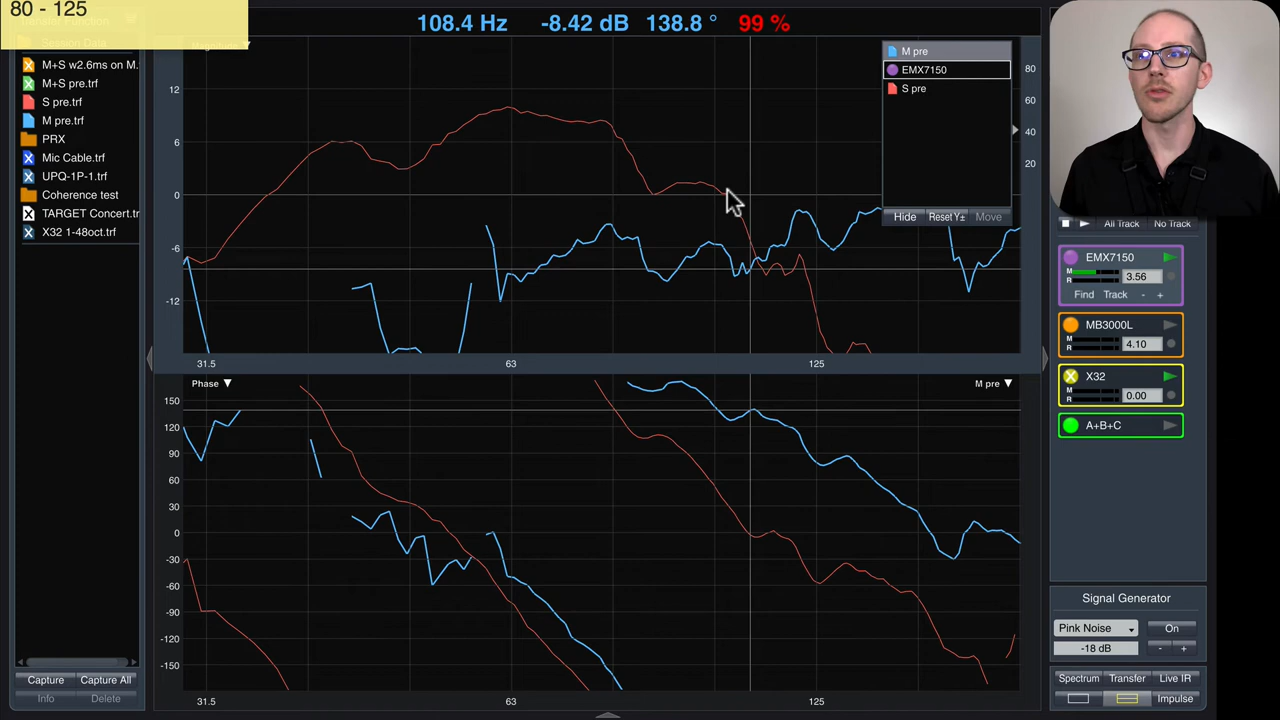 80 - 125
108.4 Hz -8.42 dB 138.8 ° 99 %
Session Data
M+S w2.6ms on M.
M+S pre.trf
S pre.trf
M pre.trf
PRX
Mic Cable.trf
UPQ-1P-1.trf
Coherence test
TARGET Concert.tr
X32 1-48oct.trf
Capture Capture All
Info Delete
12
6
0
-6
-12
31.5 63 125
M pre
EMX7150
S pre
Hide Reset Y± Move
80
60
40
20
Phase ▼ M pre ▼
150
120
90
60
30
0
-30
-60
-90
-120
-150
31.5 63 125
All Track No Track
EMX7150
M
R
3.56
Find Track - +
MB3000L
M
R
4.10
X32
M
R
0.00
A+B+C
Signal Generator
Pink Noise On
-18 dB - +
Spectrum Transfer Live IR
Impulse